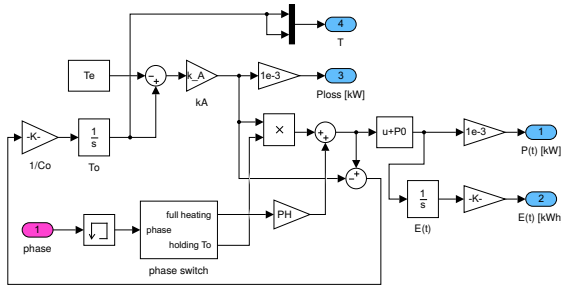 4
T
Te
k_A
kA
1e-3
3
Ploss [kW]
-K-
1/Co
1
s
To
×
u+P0
1e-3
1
P(t) [kW]
1
s
E(t)
-K-
2
E(t) [kWh
1
phase
full heating
phase
holding To
phase switch
PH